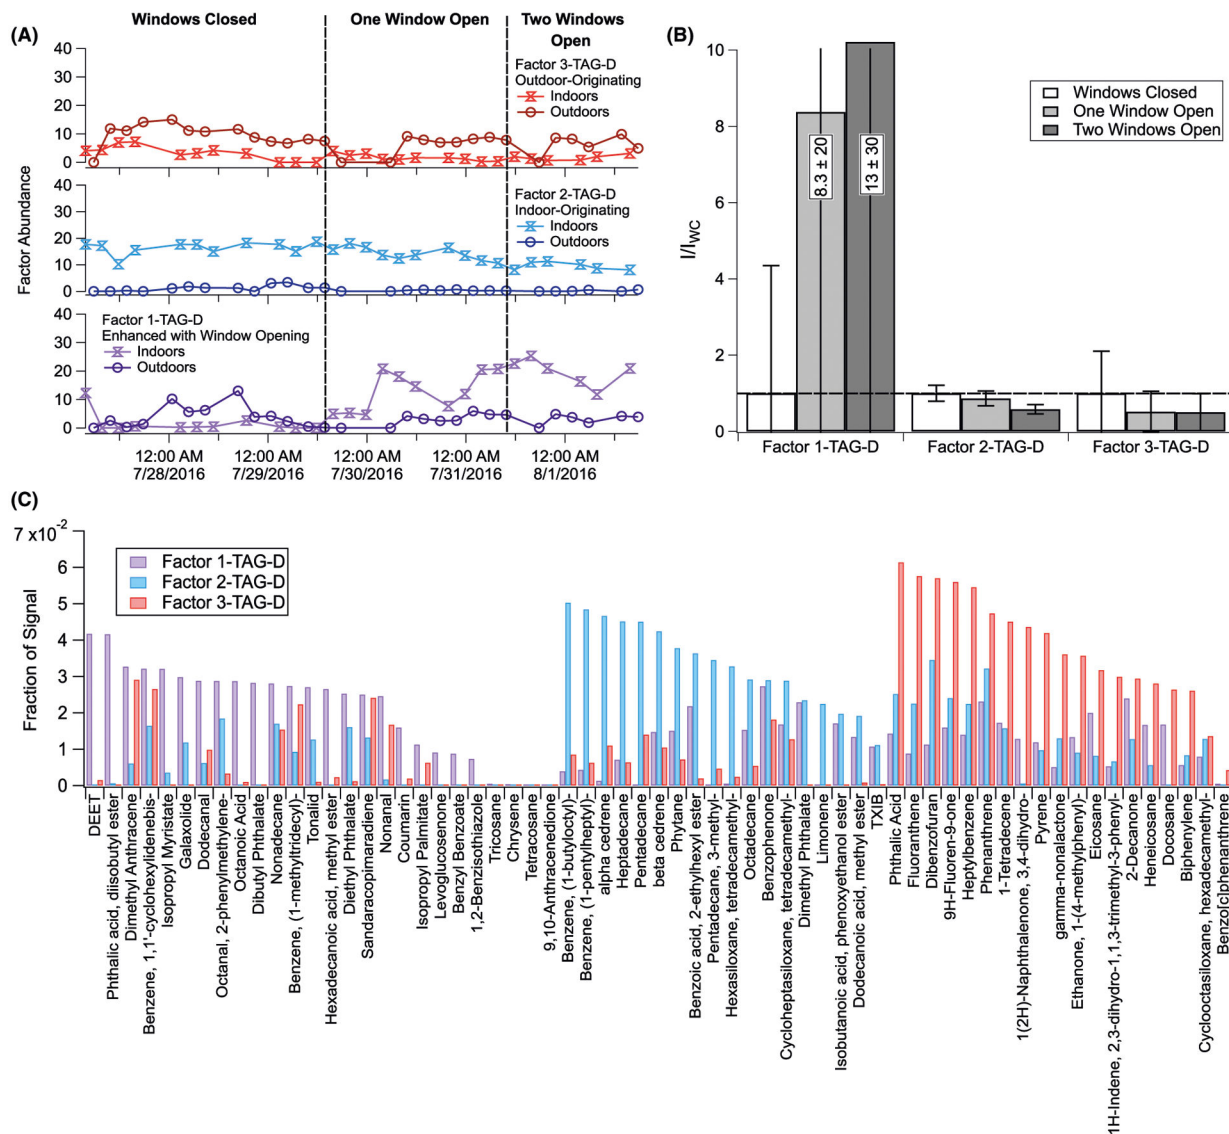 (A)
Windows Closed
One Window Open
Two Windows
Open
Factor Abundance
40
30
20
10
0
Factor 3-TAG-D
Outdoor-Originating
Indoors
Outdoors
40
30
20
10
0
Factor 2-TAG-D
Indoor-Originating
Indoors
Outdoors
40
30
20
10
0
Factor 1-TAG-D
Enhanced with Window Opening
Indoors
Outdoors
12:00 AM
7/28/2016
12:00 AM
7/29/2016
12:00 AM
7/30/2016
12:00 AM
7/31/2016
12:00 AM
8/1/2016
(B)
I/IWC
10
8
6
4
2
0
8.3 ± 20
13 ± 30
Windows Closed
One Window Open
Two Windows Open
Factor 1-TAG-D
Factor 2-TAG-D
Factor 3-TAG-D
(C)
Fraction of Signal
7 x10-2
6
5
4
3
2
1
0
Factor 1-TAG-D
Factor 2-TAG-D
Factor 3-TAG-D
DEET
Phthalic acid, diisobutyl ester
Dimethyl Anthracene
Benzene, 1,1'-cyclohexylidenebis-
Isopropyl Myristate
Galaxolide
Dodecanal
Octanal, 2-phenylmethylene-
Octanoic Acid
Dibutyl Phthalate
Nonadecane
Benzene, (1-methyltridecyl)-
Tonalid
Hexadecanoic acid, methyl ester
Diethyl Phthalate
Sandaracopimaradiene
Nonanal
Coumarin
Isopropyl Palmitate
Levoglucosenone
Benzyl Benzoate
1,2-Benzisothiazole
Tricosane
Chrysene
Tetracosane
9,10-Anthracenedione
Benzene, (1-butyloctyl)-
Benzene, (1-pentylheptyl)-
alpha cedrene
Heptadecane
Pentadecane
beta cedrene
Phytane
Benzoic acid, 2-ethylhexyl ester
Pentadecane, 3-methyl-
Hexasiloxane, tetradecamethyl-
Octadecane
Benzophenone
Cycloheptasiloxane, tetradecamethyl-
Dimethyl Phthalate
Limonene
Isobutanoic acid, phenoxyethanol ester
Dodecanoic acid, methyl ester
TXIB
Phthalic Acid
Fluoranthene
Dibenzofuran
9H-Fluoren-9-one
Heptylbenzene
Phenanthrene
1-Tetradecene
1(2H)-Naphthalenone, 3,4-dihydro-
Pyrene
gamma-nonalactone
Ethanone, 1-(4-methylphenyl)-
Eicosane
1H-Indene, 2,3-dihydro-1,1,3-trimethyl-3-phenyl-
2-Decanone
Heneicosane
Docosane
Biphenylene
Cyclooctasiloxane, hexadecamethyl-
Benzo[c]phenanthrene